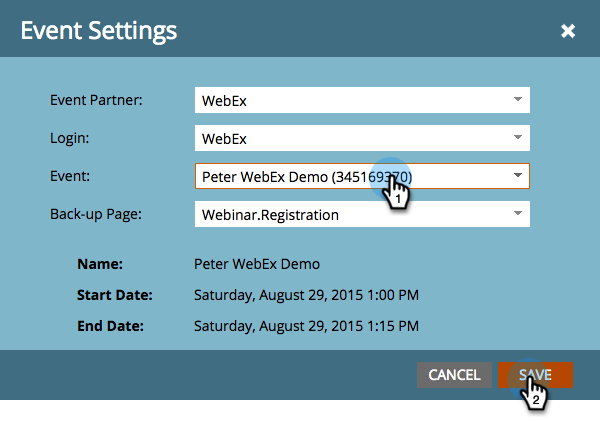 Event Settings
Event Partner: WebEx
Login: WebEx
Event: Peter WebEx Demo (345169370)
1
Back-up Page: Webinar.Registration
Name: Peter WebEx Demo
Start Date: Saturday, August 29, 2015 1:00 PM
End Date: Saturday, August 29, 2015 1:15 PM
CANCEL SAVE
2